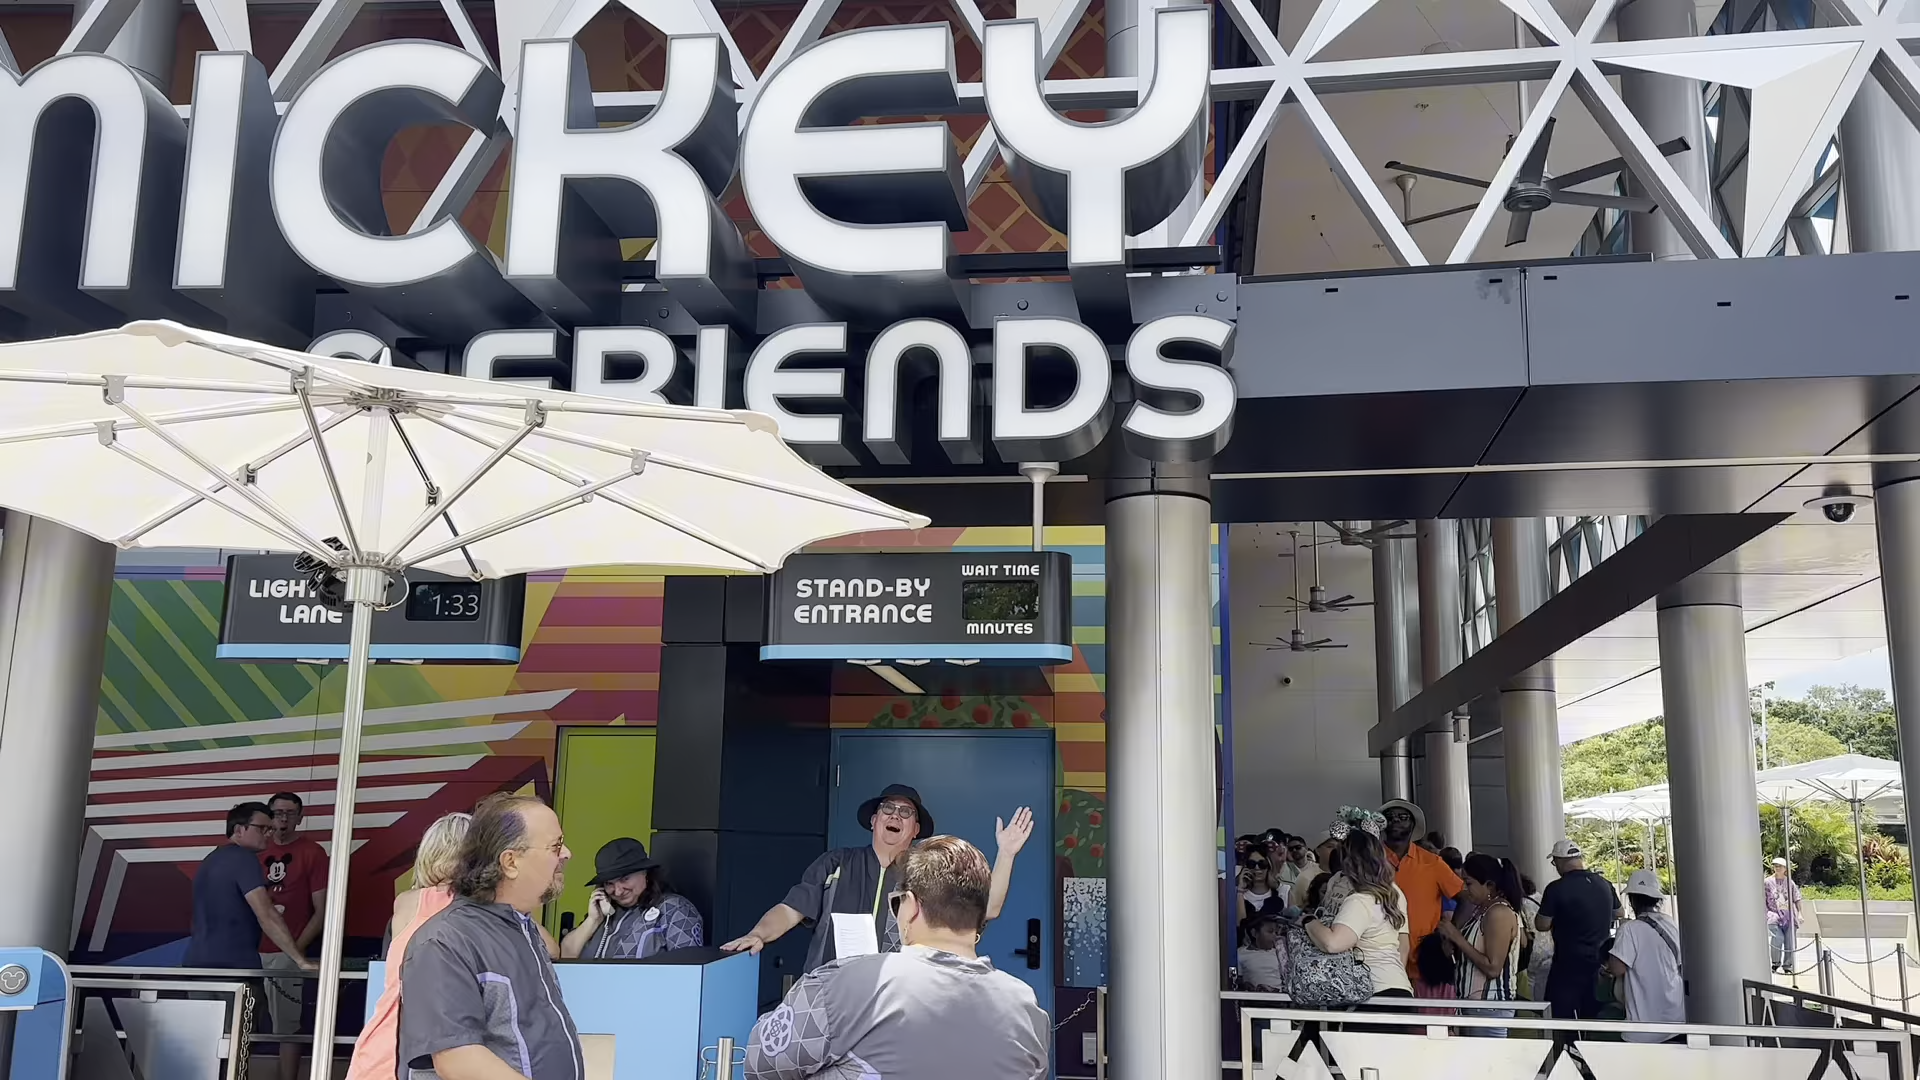 MICKEY
& FRIENDS
LIGHT
LANE
1:33
STAND-BY
ENTRANCE
WAIT TIME
MINUTES